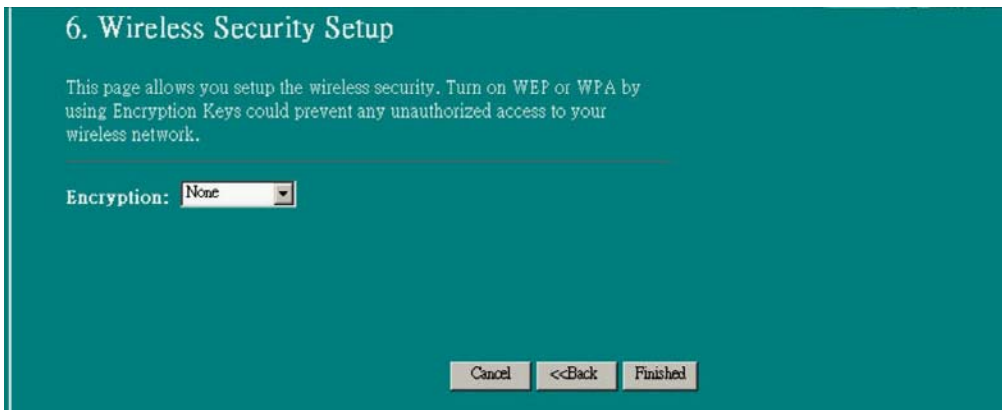 6. Wireless Security Setup
This page allows you setup the wireless security. Turn on WEP or WPA by
using Encryption Keys could prevent any unauthorized access to your
wireless network.
Encryption: None
Cancel <<Back Finished